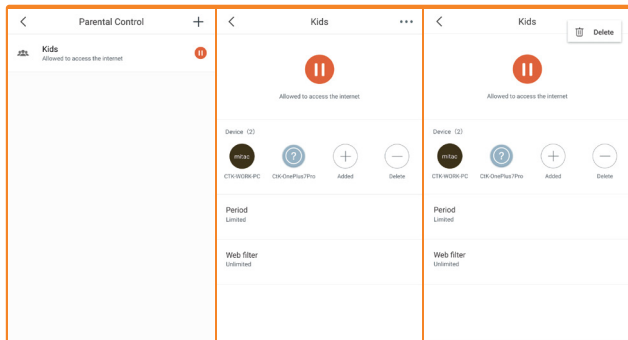 Parental Control
Kids
Allowed to access the internet
Kids
Allowed to access the internet
Device (2)
mitac
?
CTK-WORK-PC
CtK-OnePlus7Pro
Added
Delete
Period
Limited
Web filter
Unlimited
Kids
Delete
Allowed to access the internet
Device (2)
mitac
?
CTK-WORK-PC
CtK-OnePlus7Pro
Added
Delete
Period
Limited
Web filter
Unlimited